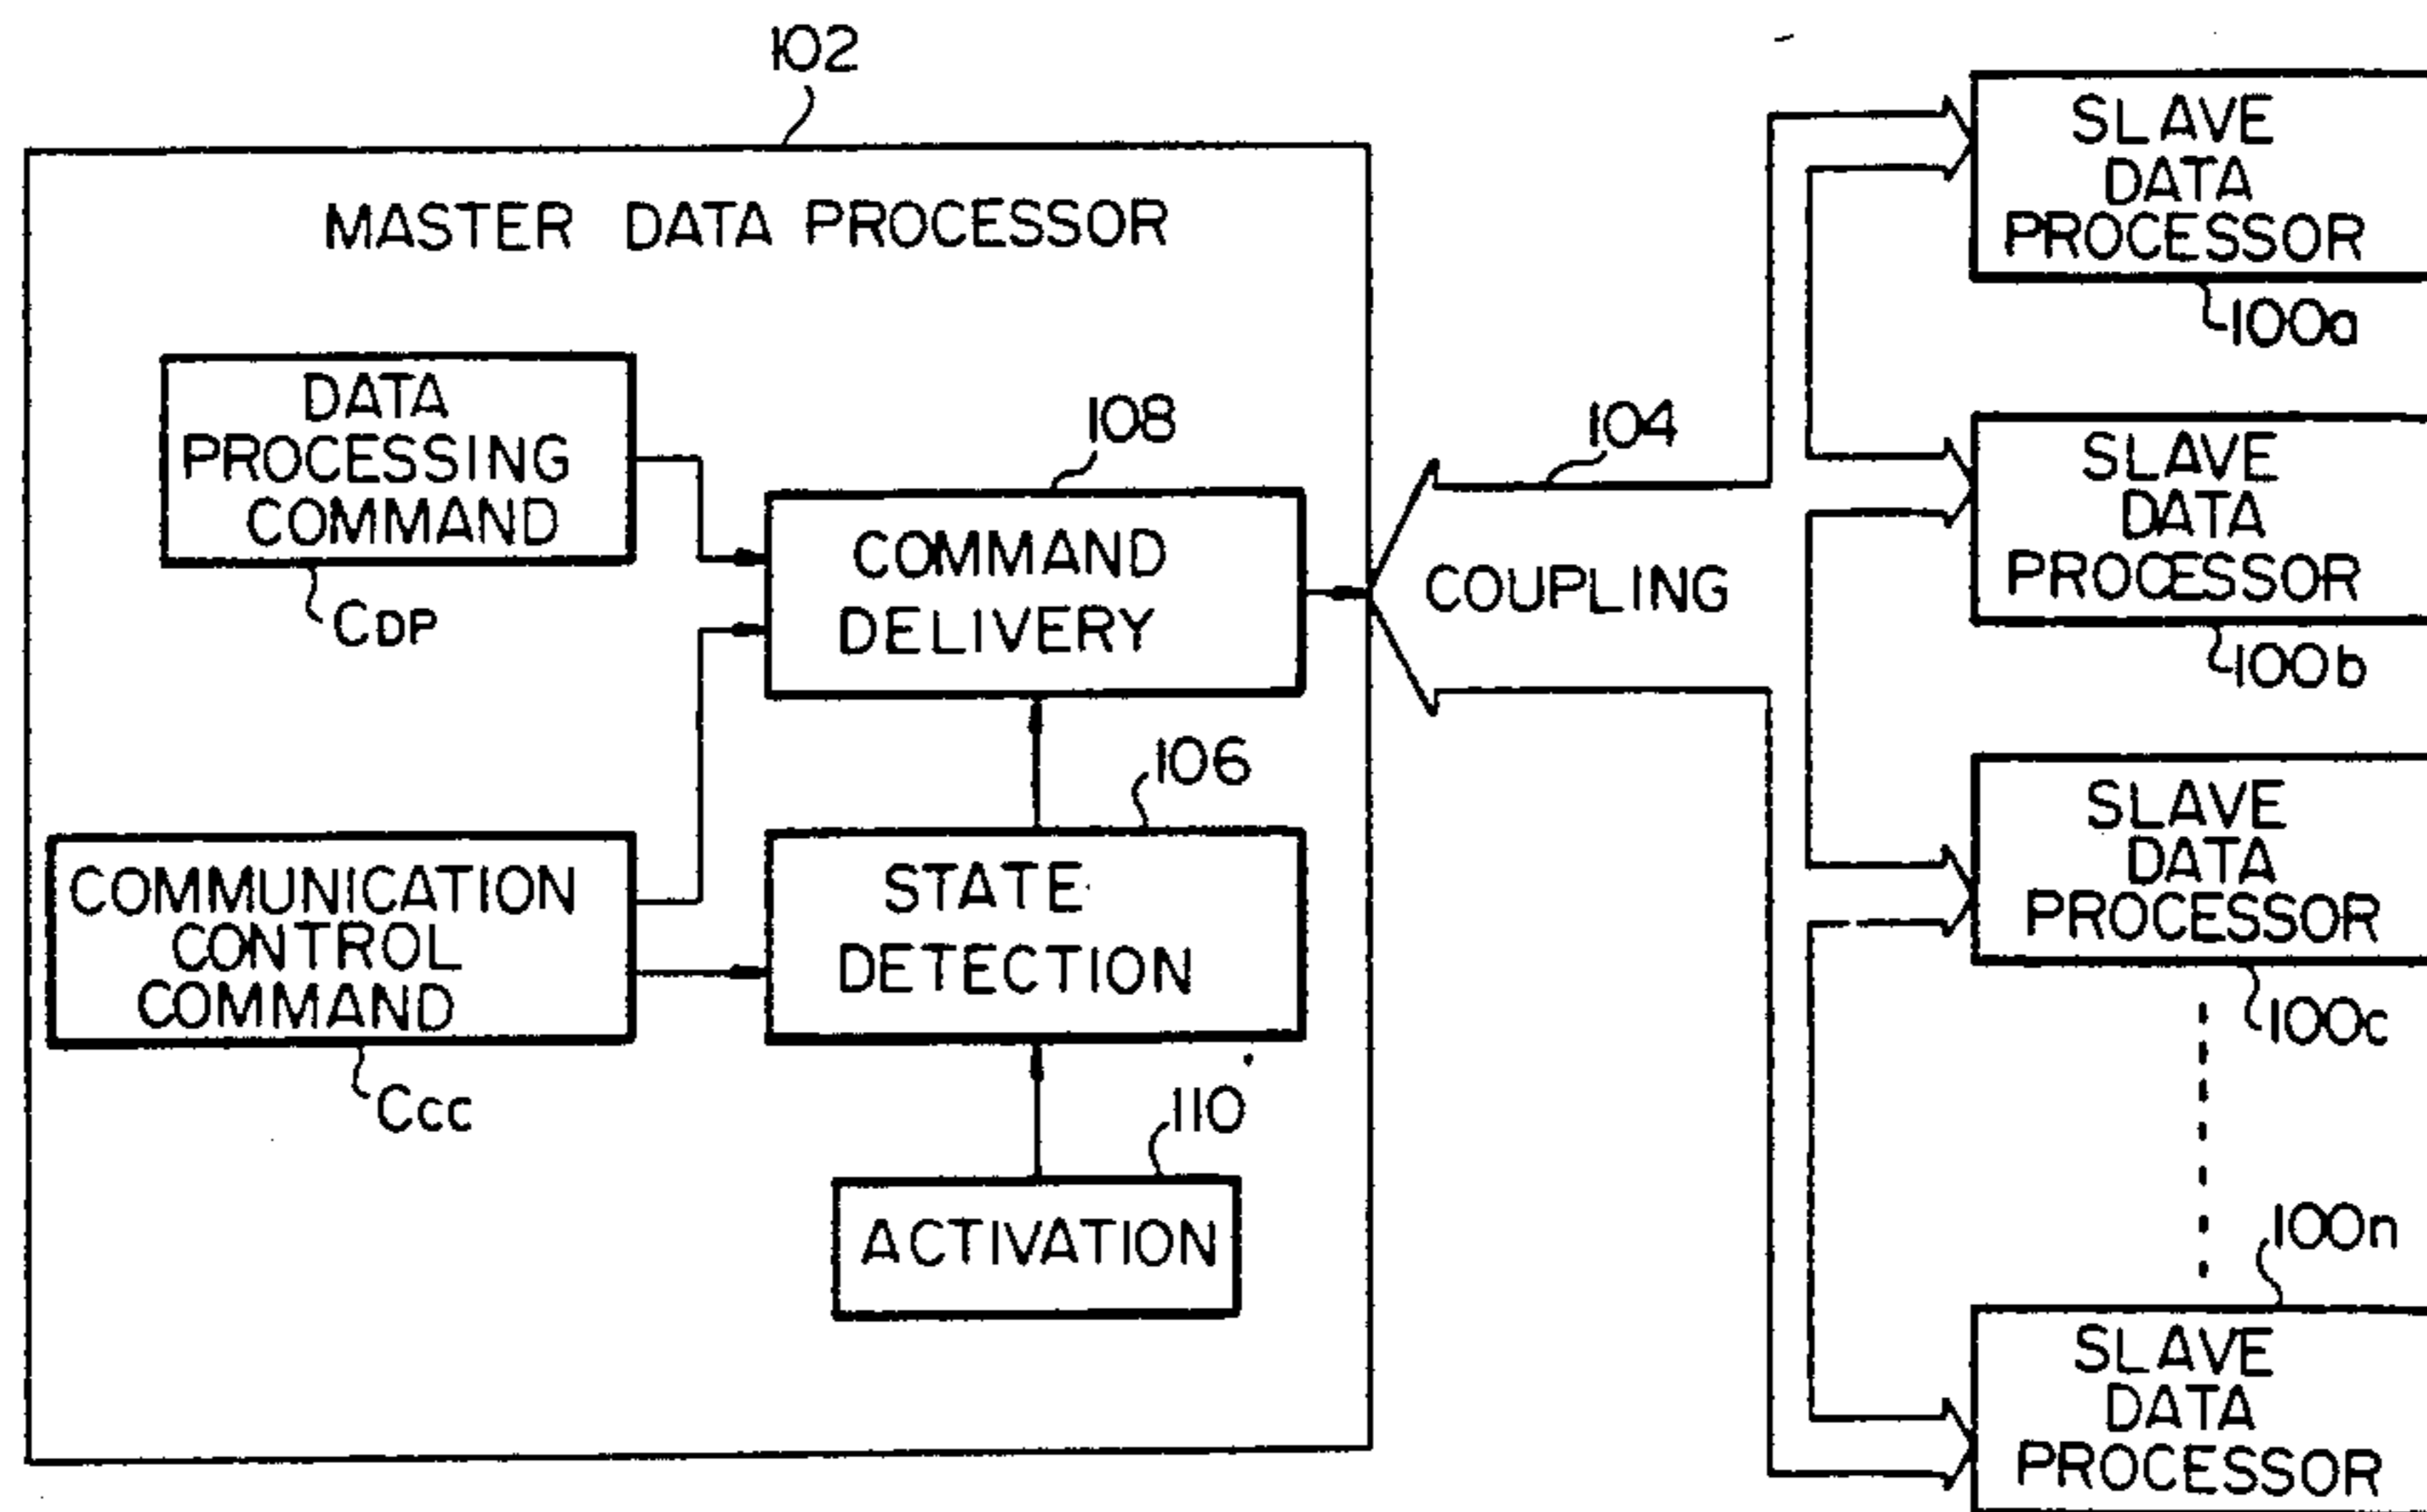 102
MASTER DATA PROCESSOR
DATA
PROCESSING
COMMAND
CDP
108
COMMAND
DELIVERY
106
STATE
DETECTION
COMMUNICATION
CONTROL
COMMAND
Ccc
110
ACTIVATION
104
COUPLING
SLAVE
DATA
PROCESSOR
100a
SLAVE
DATA
PROCESSOR
100b
SLAVE
DATA
PROCESSOR
100c
100n
SLAVE
DATA
PROCESSOR